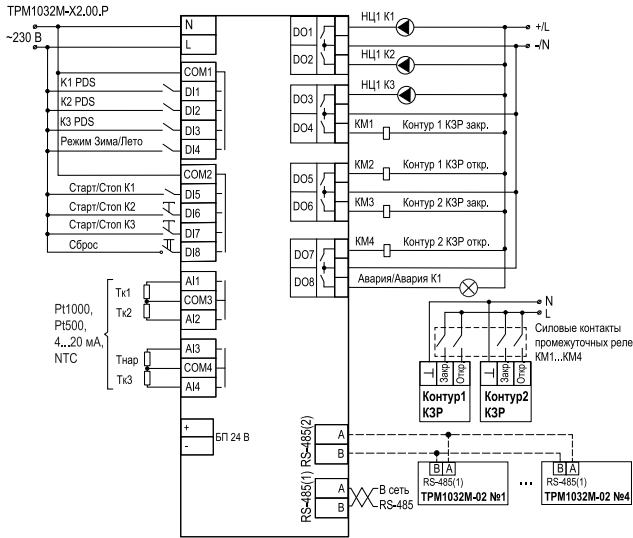 ТРМ1032М-Х2.00.Р
~230 В
N
L
COM1
K1 PDS
DI1
K2 PDS
DI2
K3 PDS
DI3
Режим Зима/Лето
DI4
COM2
Старт/Стоп К1
DI5
Старт/Стоп К2
DI6
Старт/Стоп К3
DI7
Сброс
DI8
Pt1000,
Pt500,
4...20 мА,
NTC
Тк1
Тк2
AI1
COM3
AI2
Тнар
Тк3
AI3
COM4
AI4
+
-
БП 24 В
DO1
DO2
DO3
DO4
DO5
DO6
DO7
DO8
НЦ1 К1
+/L
-/N
НЦ1 К2
НЦ1 К3
КМ1 Контур 1 КЗР закр.
КМ2 Контур 1 КЗР откр.
КМ3 Контур 2 КЗР закр.
КМ4 Контур 2 КЗР откр.
Авария/Авария К1
N
L
Силовые контакты
промежуточных реле
КМ1...КМ4
Закр
Откр
Контур1
КЗР
Закр
Откр
Контур2
КЗР
RS-485(2)
A
B
RS-485(1)
A
B
В сеть
RS-485
B A
RS-485(1)
ТРМ1032М-02 №1
...
B A
RS-485(1)
ТРМ1032М-02 №4